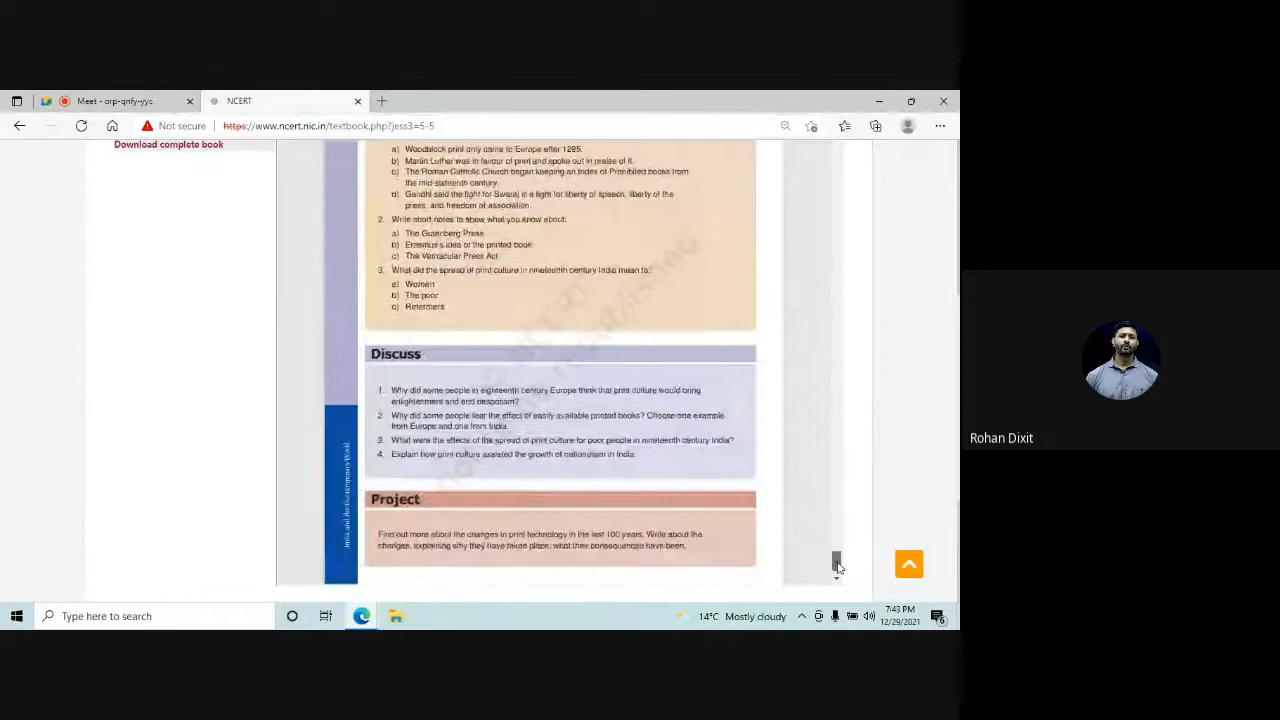 Meet - orp-qnfy-yyc
NCERT
Not secure
https://www.ncert.nic.in/textbook.php?jess3=5-5
Download complete book
a) Woodblock print only came to Europe after 1295.
b) Martin Luther was in favour of print and spoke out in praise of it.
c) The Roman Catholic Church began keeping an Index of Prohibited books from
the mid-sixteenth century.
d) Gandhi said the fight for Swaraj is a fight for liberty of speech, liberty of the
press, and freedom of association.
2. Write short notes to show what you know about:
a) The Gutenberg Press
b) Erasmus's idea of the printed book
c) The Vernacular Press Act
3. What did the spread of print culture in nineteenth century India mean to:
a) Women
b) The poor
c) Reformers
Discuss
1. Why did some people in eighteenth century Europe think that print culture would bring
enlightenment and end despotism?
2. Why did some people fear the effect of easily available printed books? Choose one example
from Europe and one from India.
3. What were the effects of the spread of print culture for poor people in nineteenth century India?
4. Explain how print culture assisted the growth of nationalism in India.
Project
Find out more about the changes in print technology in the last 100 years. Write about the
changes, explaining why they have taken place, what their consequences have been.
India and the Contemporary World
Rohan Dixit
Type here to search
14°C Mostly cloudy
7:43 PM
12/29/2021
6